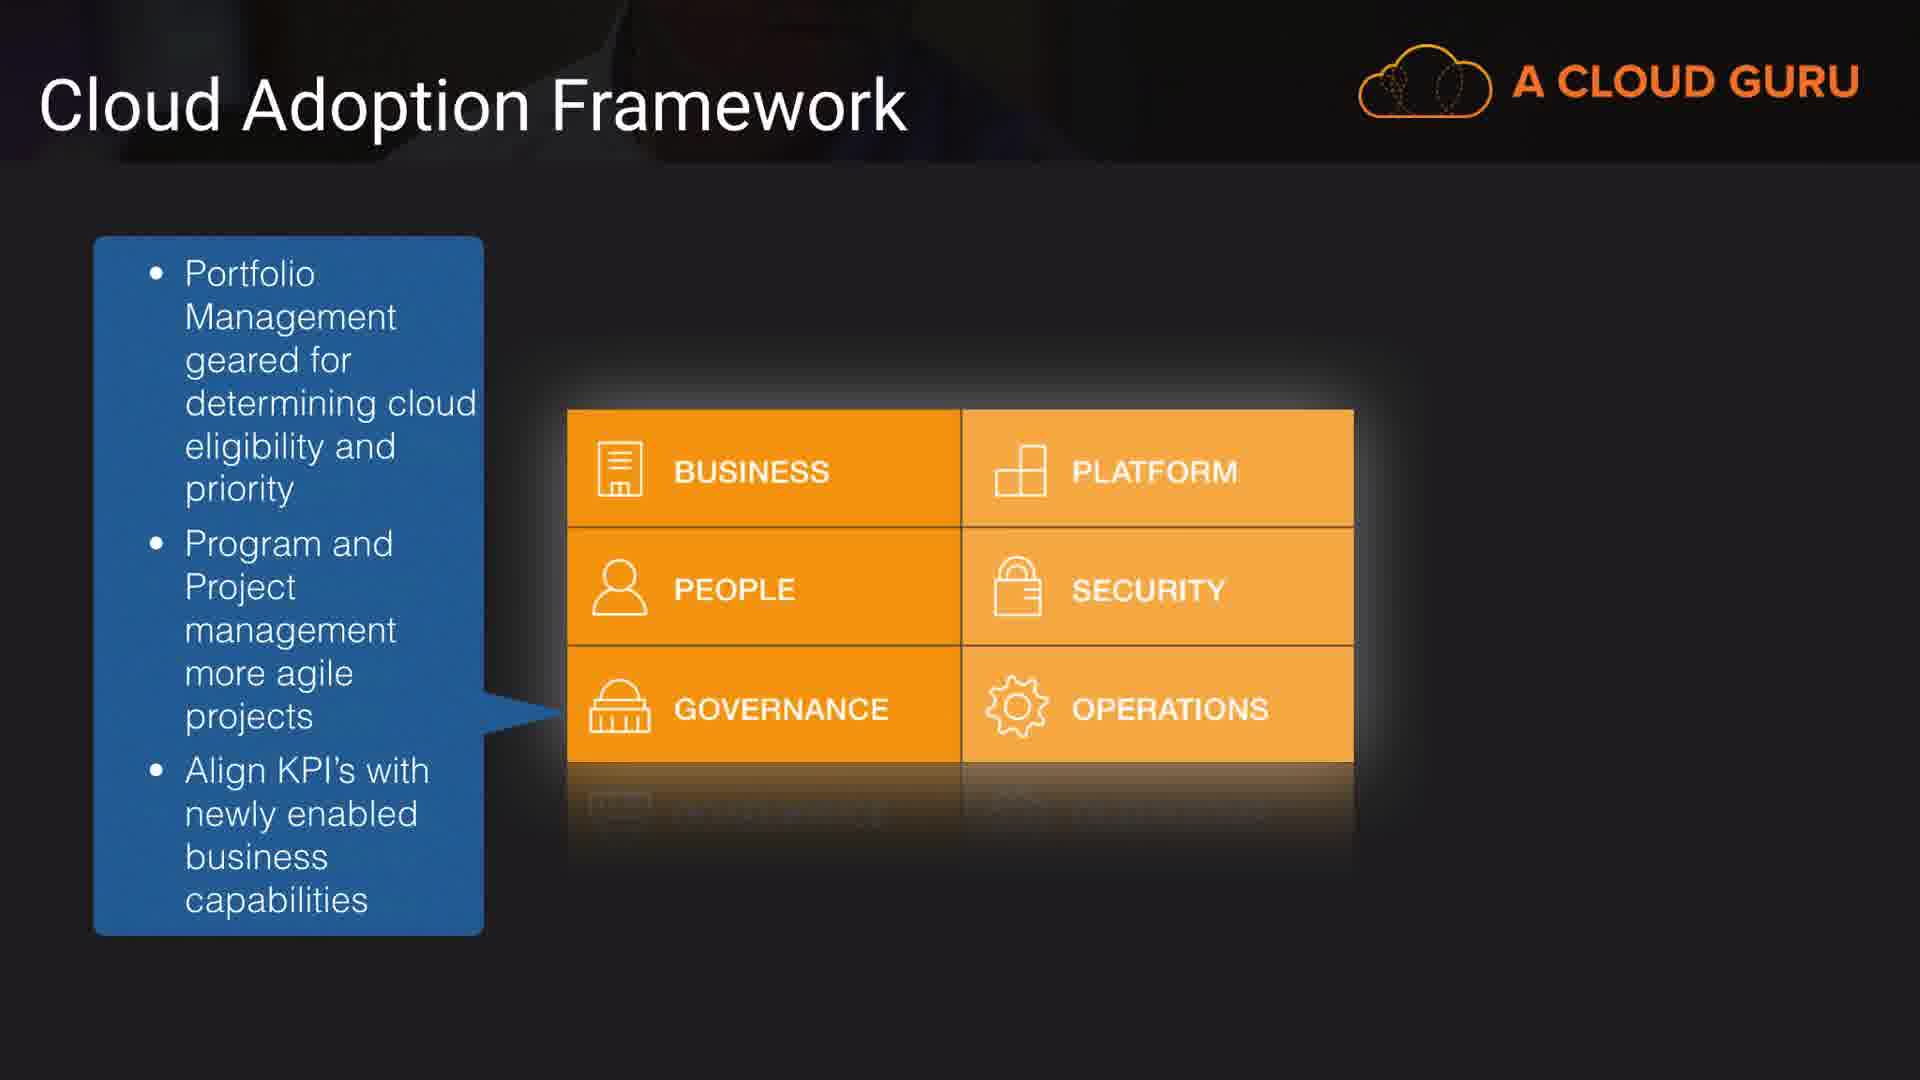 Cloud Adoption Framework
A CLOUD GURU
• Portfolio
Management
geared for
determining cloud
eligibility and
priority
• Program and
Project
management
more agile
projects
• Align KPI's with
newly enabled
business
capabilities
BUSINESS
PLATFORM
PEOPLE
SECURITY
GOVERNANCE
OPERATIONS